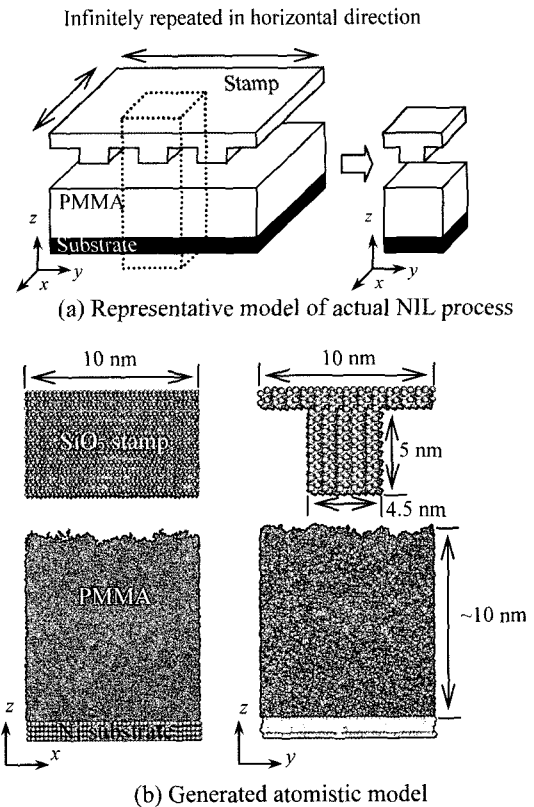 Infinitely repeated in horizontal direction
Stamp
PMMA
Substrate
z
y
x
z
y
x
(a) Representative model of actual NIL process
10 nm
10 nm
SiO2 stamp
5 nm
4.5 nm
PMMA
~10 nm
z
Ni substrate
x
z
y
(b) Generated atomistic model